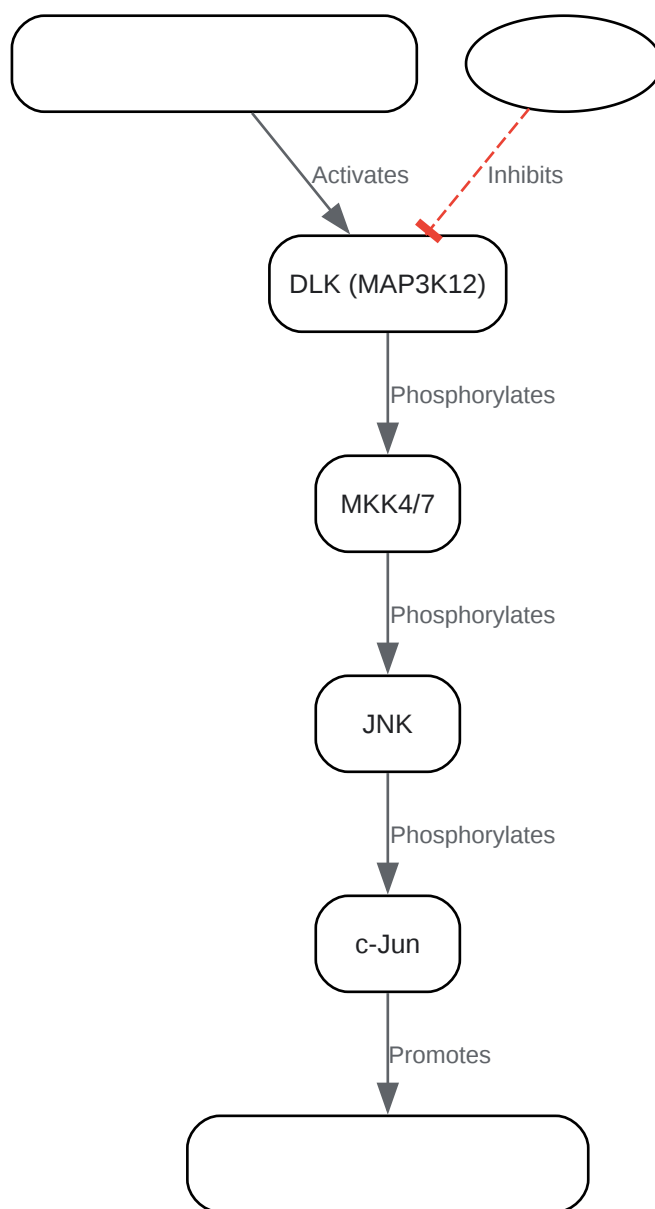 Activates
Inhibits
DLK (MAP3K12)
Phosphorylates
MKK4/7
Phosphorylates
JNK
Phosphorylates
c-Jun
Promotes